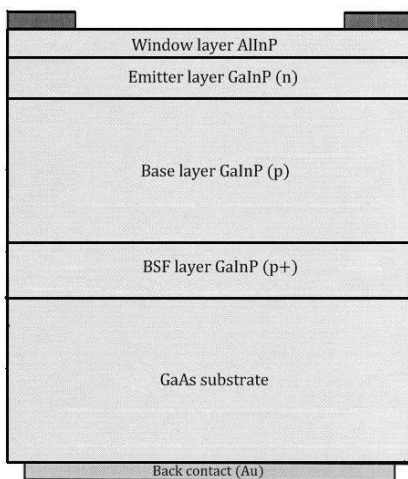 Window layer AlInP
Emitter layer GaInP (n)
Base layer GaInP (p)
BSF layer GaInP (p+)
GaAs substrate
Back contact (Au)